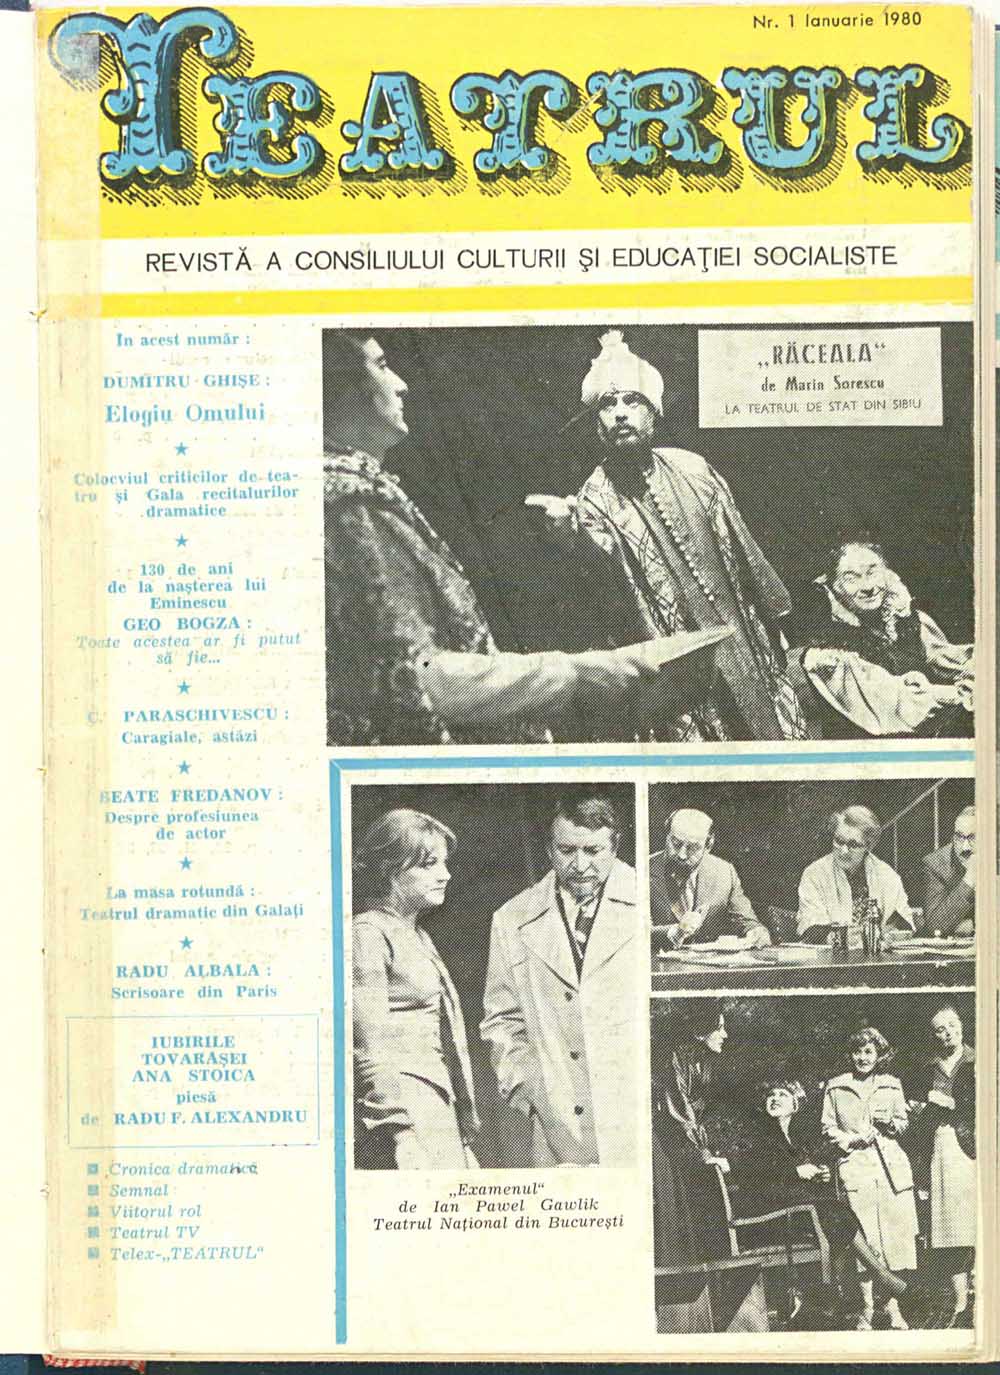 Nr. 1 Ianuarie 1980
TEATRUL
REVISTĂ A CONSILIULUI CULTURII ŞI EDUCAŢIEI SOCIALISTE
In acest număr :
DUMITRU GHIŞE :
Elogiu Omului
★
Colocviul criticilor de tea-
tru şi Gala recitalurilor
dramatice
★
130 de ani
de la naşterea lui
Eminescu
GEO BOGZA :
Toate acestea ar fi putut
să fie...
★
C. PARASCHIVESCU :
Caragiale, astăzi
★
BEATE FREDANOV :
Despre profesiunea
de actor
★
La masa rotundă :
Teatrul dramatic din Galaţi
★
RADU ALBALA :
Scrisoare din Paris
IUBIRILE
TOVARĂŞEI
ANA STOICA
piesă
de RADU F. ALEXANDRU
Cronica dramatică
Semnal
Viitorul rol
Teatrul TV
Telex-„TEATRUL“
„RĂCEALA“
de Marin Sorescu
LA TEATRUL DE STAT DIN SIBIU
„Examenul“
de Ian Pawel Gawlik
Teatrul Naţional din Bucureşti